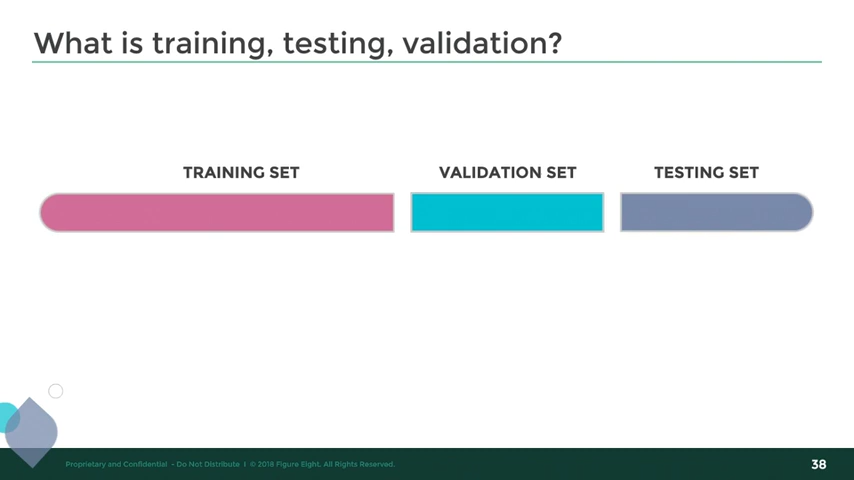 What is training, testing, validation?
TRAINING SET
VALIDATION SET
TESTING SET
Proprietary and Confidential - Do Not Distribute I © 2018 Figure Eight. All Rights Reserved.
38